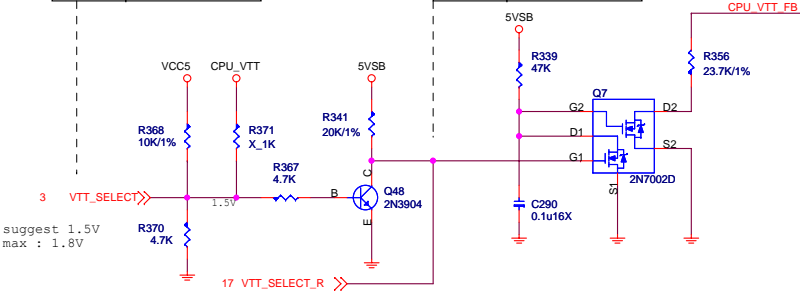 CPU_VTT_FB
5VSB
VCC5
CPU_VTT
5VSB
R339
47K
R356
23.7K/1%
Q7
R368
10K/1%
R371
X_1K
R341
20K/1%
G2
D2
D1
S2
G1
R367
4.7K
C
2N7002D
S1
3 VTT_SELECT
1.5V
B
Q48
2N3904
E
C290
0.1u16X
R370
4.7K
suggest 1.5V
max : 1.8V
17 VTT_SELECT_R